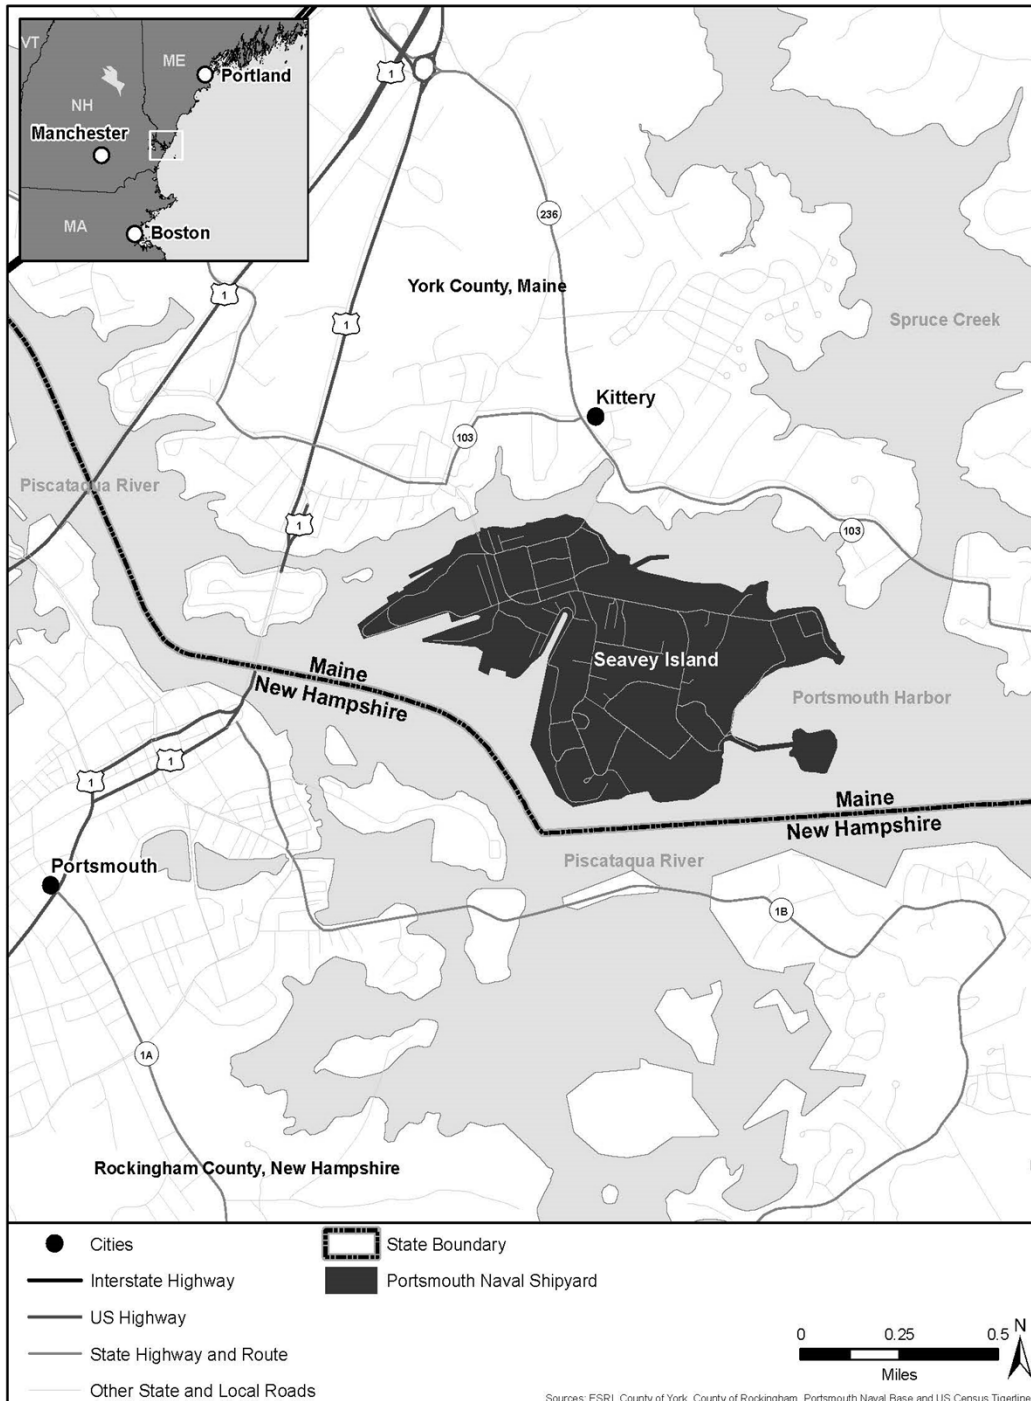 VT
ME
Portland
NH
Manchester
MA
Boston
1
236
York County, Maine
1
1
Spruce Creek
Kittery
103
Piscataqua River
1
103
Seavey Island
Maine
New Hampshire
Portsmouth Harbor
1
1
Maine
New Hampshire
Portsmouth
Piscataqua River
1B
1A
Rockingham County, New Hampshire
Cities
State Boundary
Interstate Highway
Portsmouth Naval Shipyard
US Highway
State Highway and Route
Other State and Local Roads
0 0.25 0.5
Miles
N
Sources: ESRI, County of York, County of Rockingham, Portsmouth Naval Base and US Census Tigerline